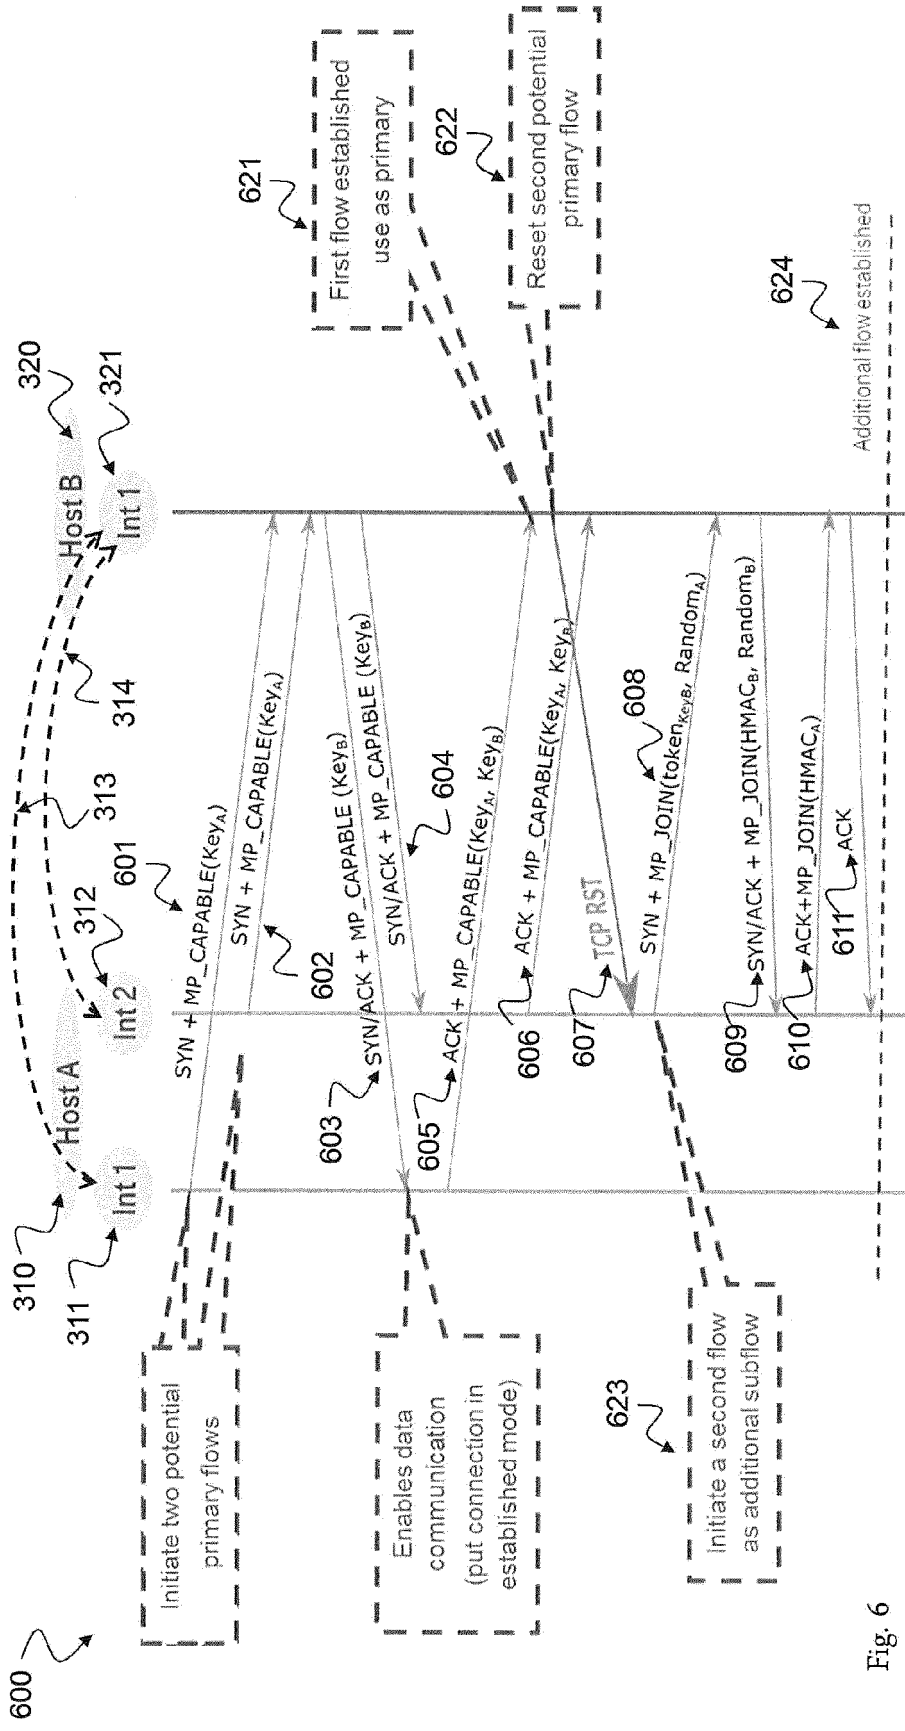 600
310
Host A
311
Int 1
Int 2
312
313
314
Host B
320
Int 1
321
601
SYN + MP_CAPABLE(KeyA)
SYN + MP_CAPABLE(KeyA)
602
Initiate two potential
primary flows
603
SYN/ACK + MP_CAPABLE (KeyB)
SYN/ACK + MP_CAPABLE (KeyB)
604
Enables data
communication
(put connection in
established mode)
605
ACK + MP_CAPABLE(KeyA, KeyB)
621
First flow established
use as primary
606
ACK + MP_CAPABLE(KeyA, KeyB)
622
Reset second potential
primary flow
607
TCP RST
608
SYN + MP_JOIN(tokenKeyB, RandomA)
623
Initiate a second flow
as additional subflow
609
SYN/ACK + MP_JOIN(HMACB, RandomB)
610
ACK+MP_JOIN(HMACA)
611
ACK
624
Additional flow established
Fig. 6